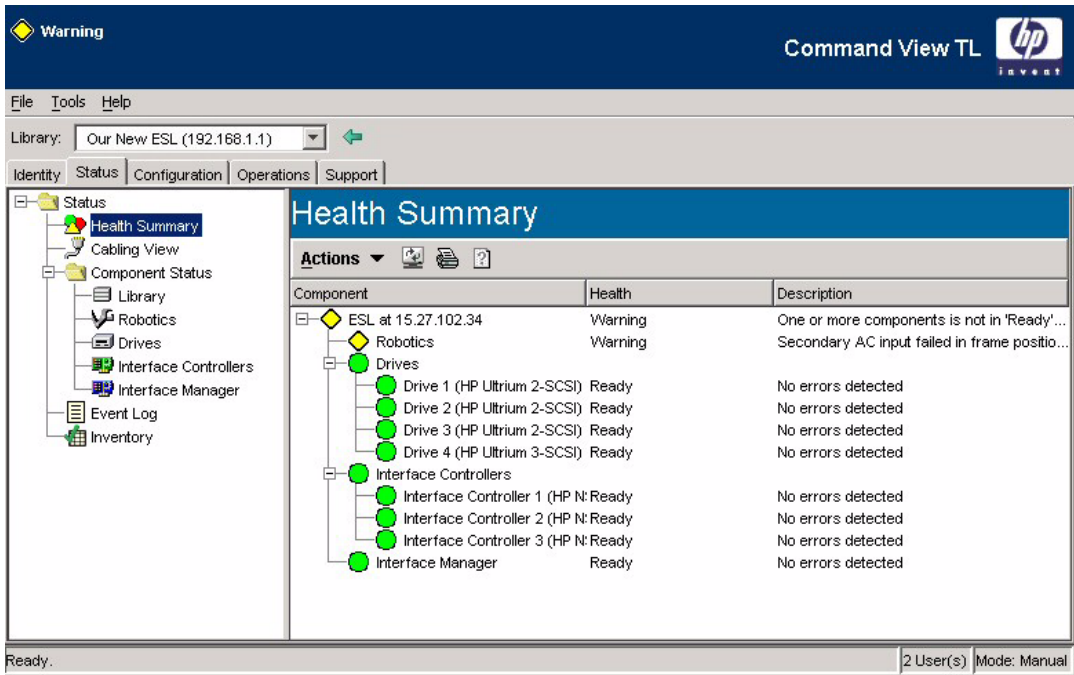 Warning
Command View TL
hp
invent
File Tools Help
Library: Our New ESL (192.168.1.1)
Identity Status Configuration Operations Support
Status
Health Summary
Cabling View
Component Status
Library
Robotics
Drives
Interface Controllers
Interface Manager
Event Log
Inventory
Health Summary
Actions
Component Health Description
ESL at 15.27.102.34 Warning One or more components is not in 'Ready'...
Robotics Warning Secondary AC input failed in frame positio...
Drives
Drive 1 (HP Ultrium 2-SCSI) Ready No errors detected
Drive 2 (HP Ultrium 2-SCSI) Ready No errors detected
Drive 3 (HP Ultrium 2-SCSI) Ready No errors detected
Drive 4 (HP Ultrium 3-SCSI) Ready No errors detected
Interface Controllers
Interface Controller 1 (HP N Ready No errors detected
Interface Controller 2 (HP N Ready No errors detected
Interface Controller 3 (HP N Ready No errors detected
Interface Manager Ready No errors detected
Ready. 2 User(s) Mode: Manual